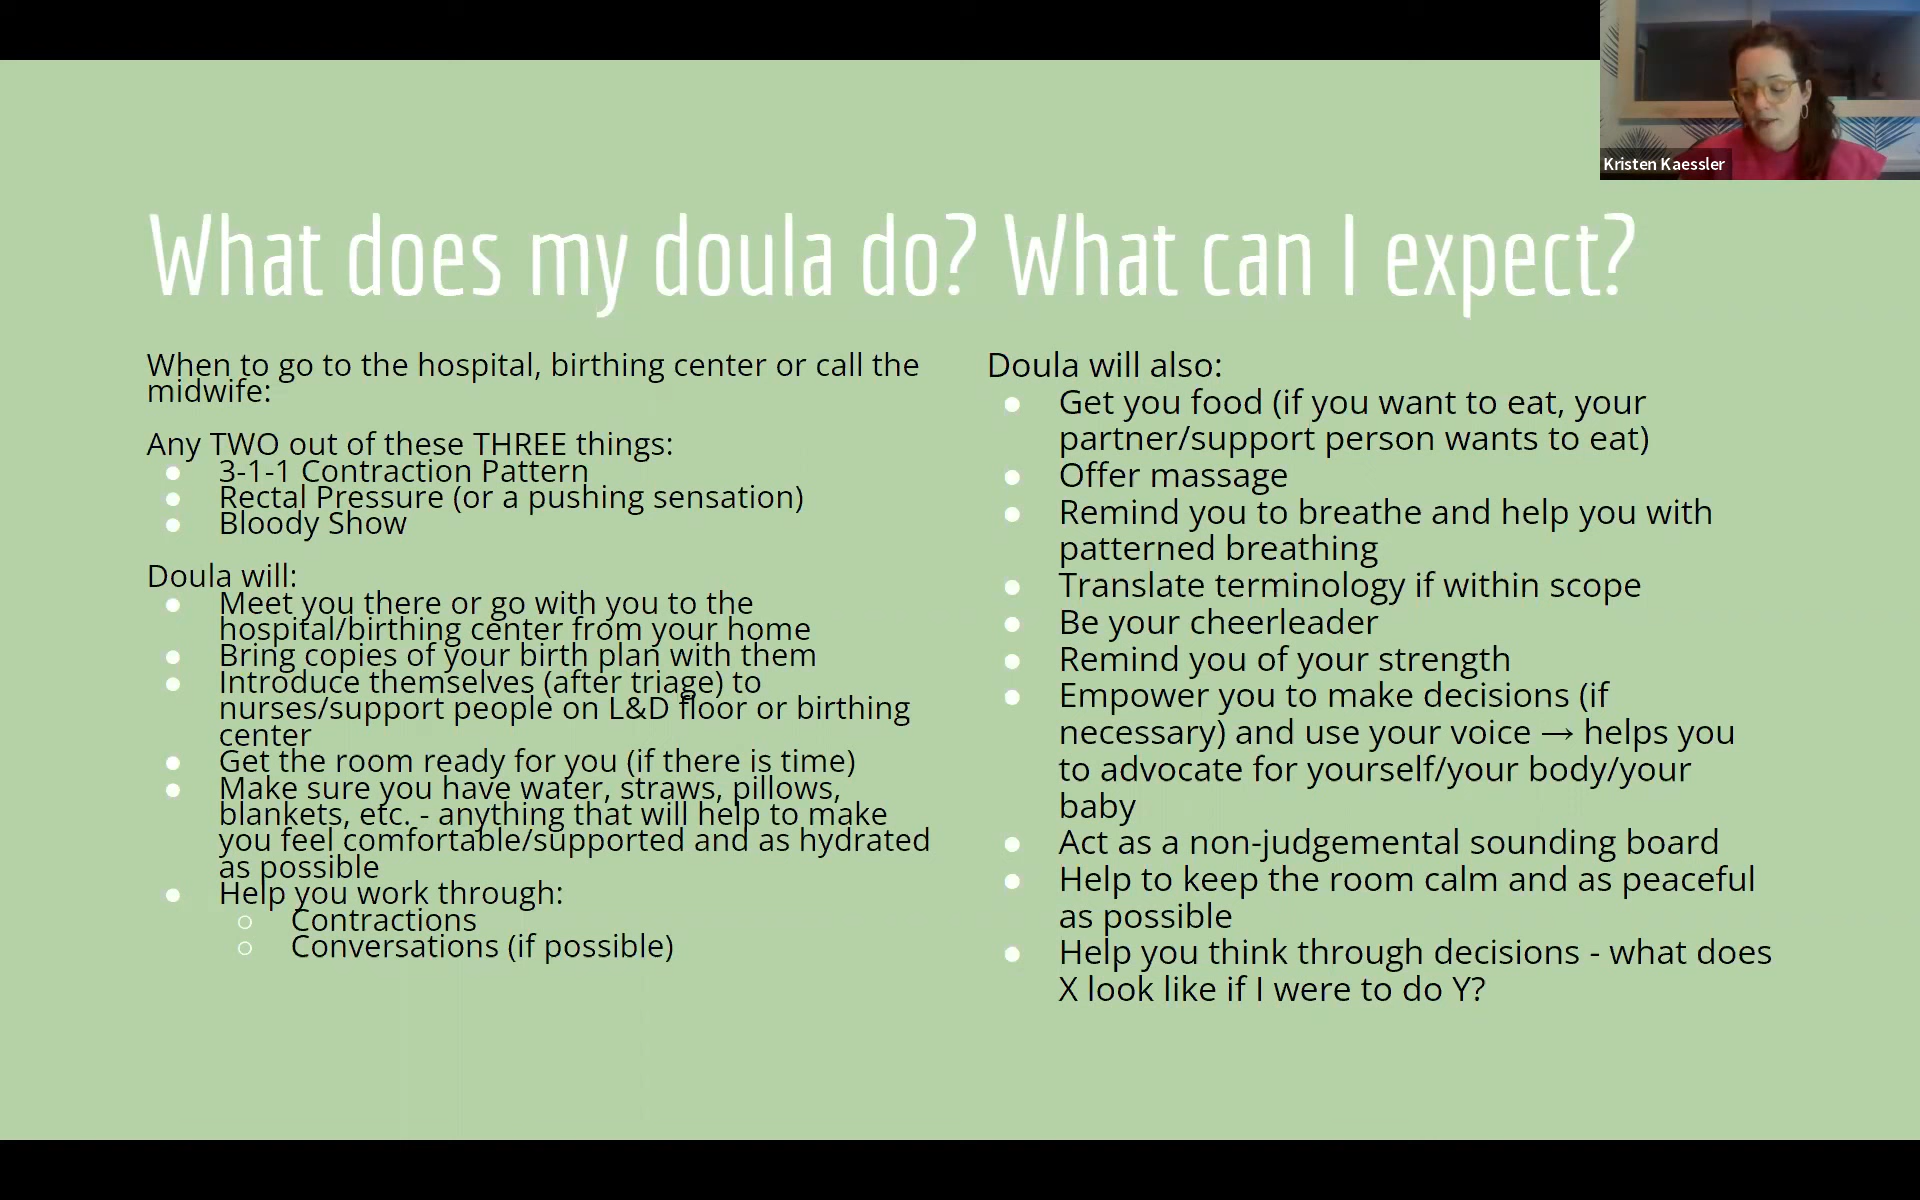 Kristen Kaessler
What does my doula do? What can I expect?
When to go to the hospital, birthing center or call the
midwife:
Any TWO out of these THREE things:
● 3-1-1 Contraction Pattern
● Rectal Pressure (or a pushing sensation)
● Bloody Show
Doula will:
● Meet you there or go with you to the
hospital/birthing center from your home
● Bring copies of your birth plan with them
● Introduce themselves (after triage) to
nurses/support people on L&D floor or birthing
center
● Get the room ready for you (if there is time)
● Make sure you have water, straws, pillows,
blankets, etc. - anything that will help to make
you feel comfortable/supported and as hydrated
as possible
● Help you work through:
○ Contractions
○ Conversations (if possible)
Doula will also:
● Get you food (if you want to eat, your
partner/support person wants to eat)
● Offer massage
● Remind you to breathe and help you with
patterned breathing
● Translate terminology if within scope
● Be your cheerleader
● Remind you of your strength
● Empower you to make decisions (if
necessary) and use your voice → helps you
to advocate for yourself/your body/your
baby
● Act as a non-judgemental sounding board
● Help to keep the room calm and as peaceful
as possible
● Help you think through decisions - what does
X look like if I were to do Y?